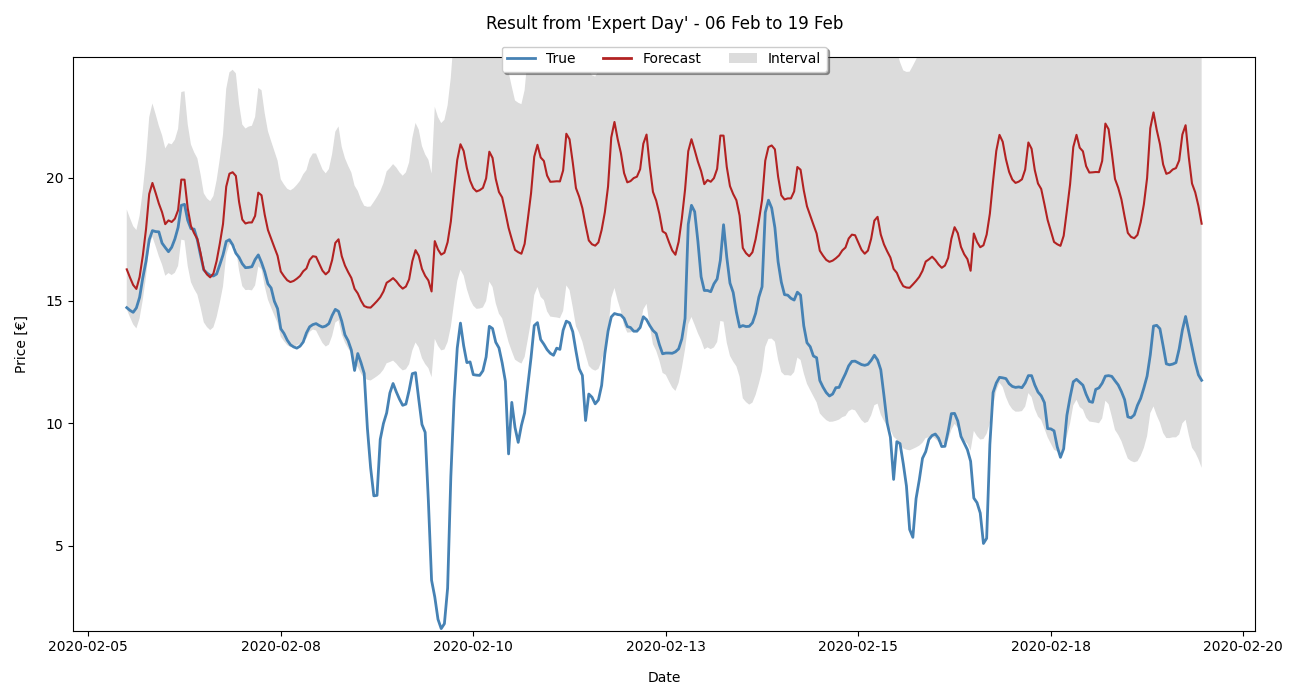 Result from 'Expert Day' - 06 Feb to 19 Feb
True Forecast Interval
Price [€]
20
15
10
5
2020-02-05 2020-02-08 2020-02-10 2020-02-13 2020-02-15 2020-02-18 2020-02-20
Date